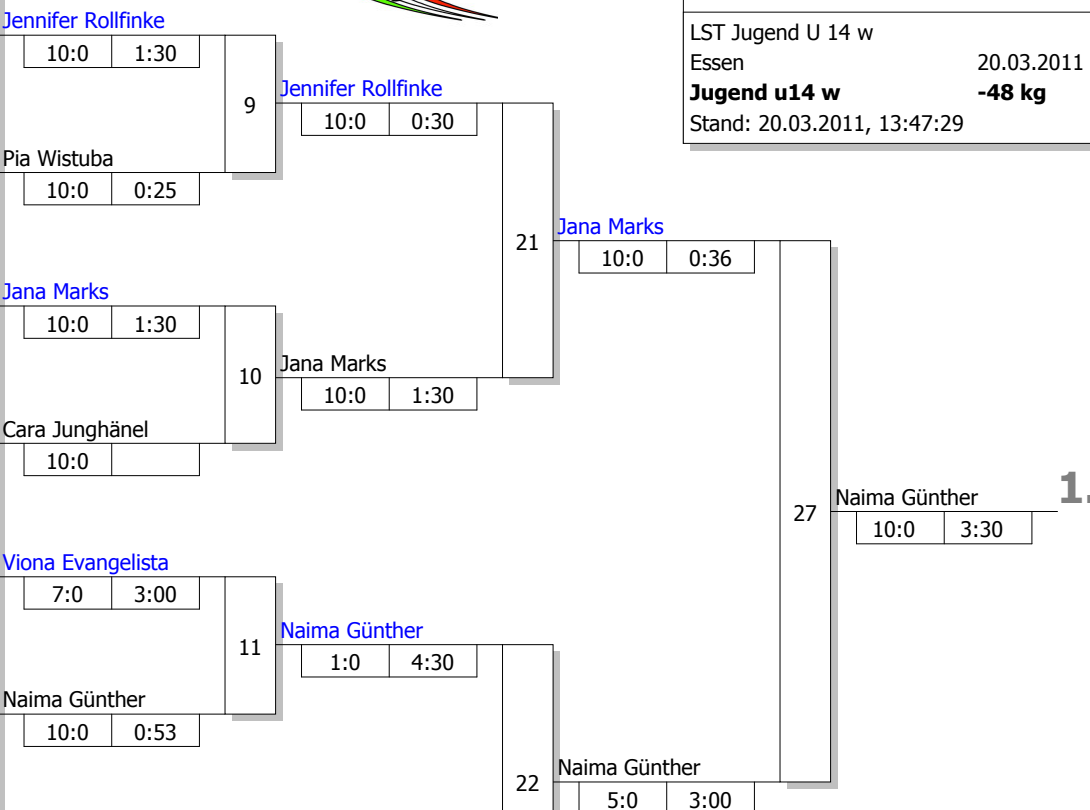 Jennifer Rollfinke
10:0 1:30
LST Jugend U 14 w
Essen 20.03.2011
Jugend u14 w -48 kg
Stand: 20.03.2011, 13:47:29
9
Jennifer Rollfinke
10:0 0:30
Pia Wistuba
10:0 0:25
21
Jana Marks
10:0 0:36
Jana Marks
10:0 1:30
10
Jana Marks
10:0 1:30
Cara Junghänel
10:0
27
Naima Günther
1.
10:0 3:30
Viona Evangelista
7:0 3:00
11
Naima Günther
1:0 4:30
Naima Günther
10:0 0:53
22
Naima Günther
5:0 3:00